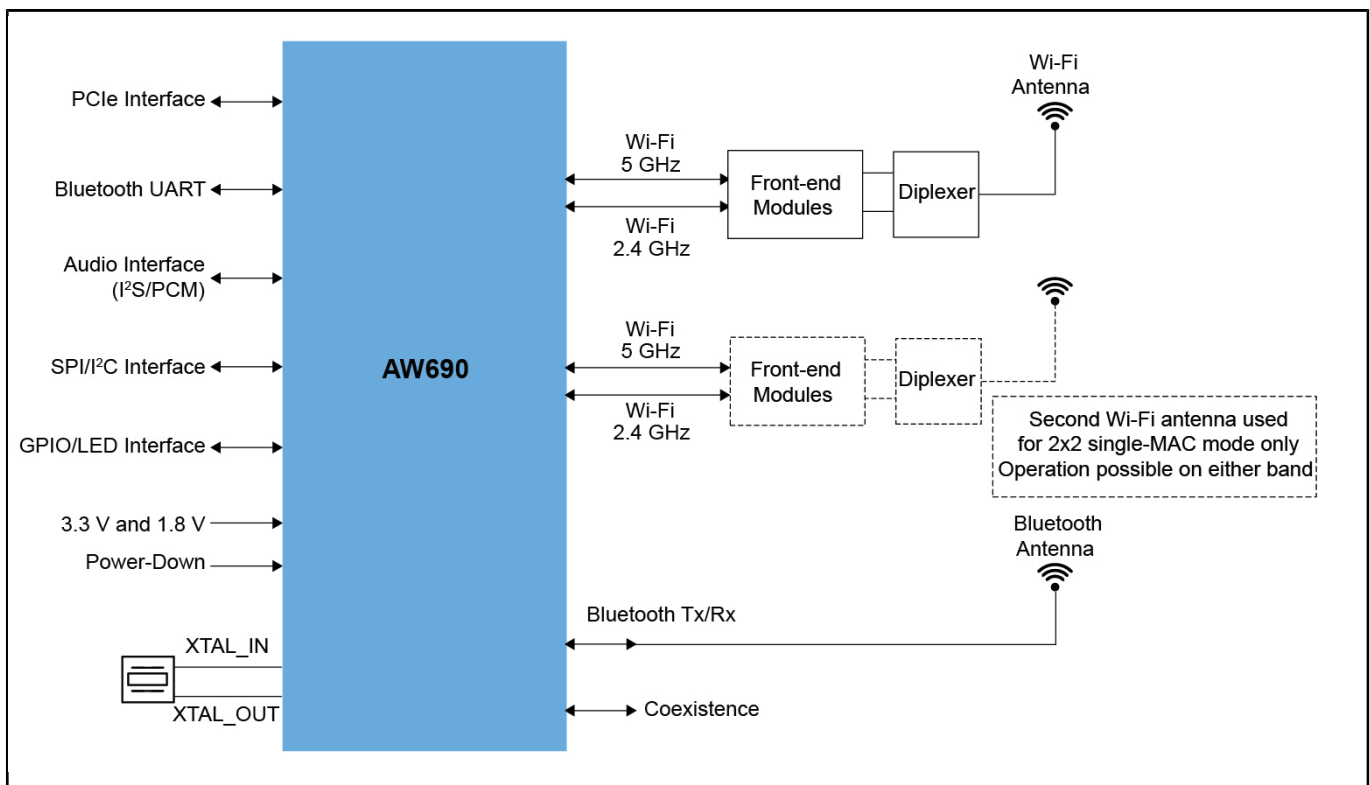 PCIe Interface
Bluetooth UART
Audio Interface
(I²S/PCM)
SPI/I²C Interface
GPIO/LED Interface
3.3 V and 1.8 V
Power-Down
XTAL_IN
XTAL_OUT
AW690
Wi-Fi
5 GHz
Wi-Fi
2.4 GHz
Front-end
Modules
Diplexer
Wi-Fi
Antenna
Wi-Fi
5 GHz
Wi-Fi
2.4 GHz
Front-end
Modules
Diplexer
Second Wi-Fi antenna used
for 2x2 single-MAC mode only
Operation possible on either band
Bluetooth
Antenna
Bluetooth Tx/Rx
Coexistence